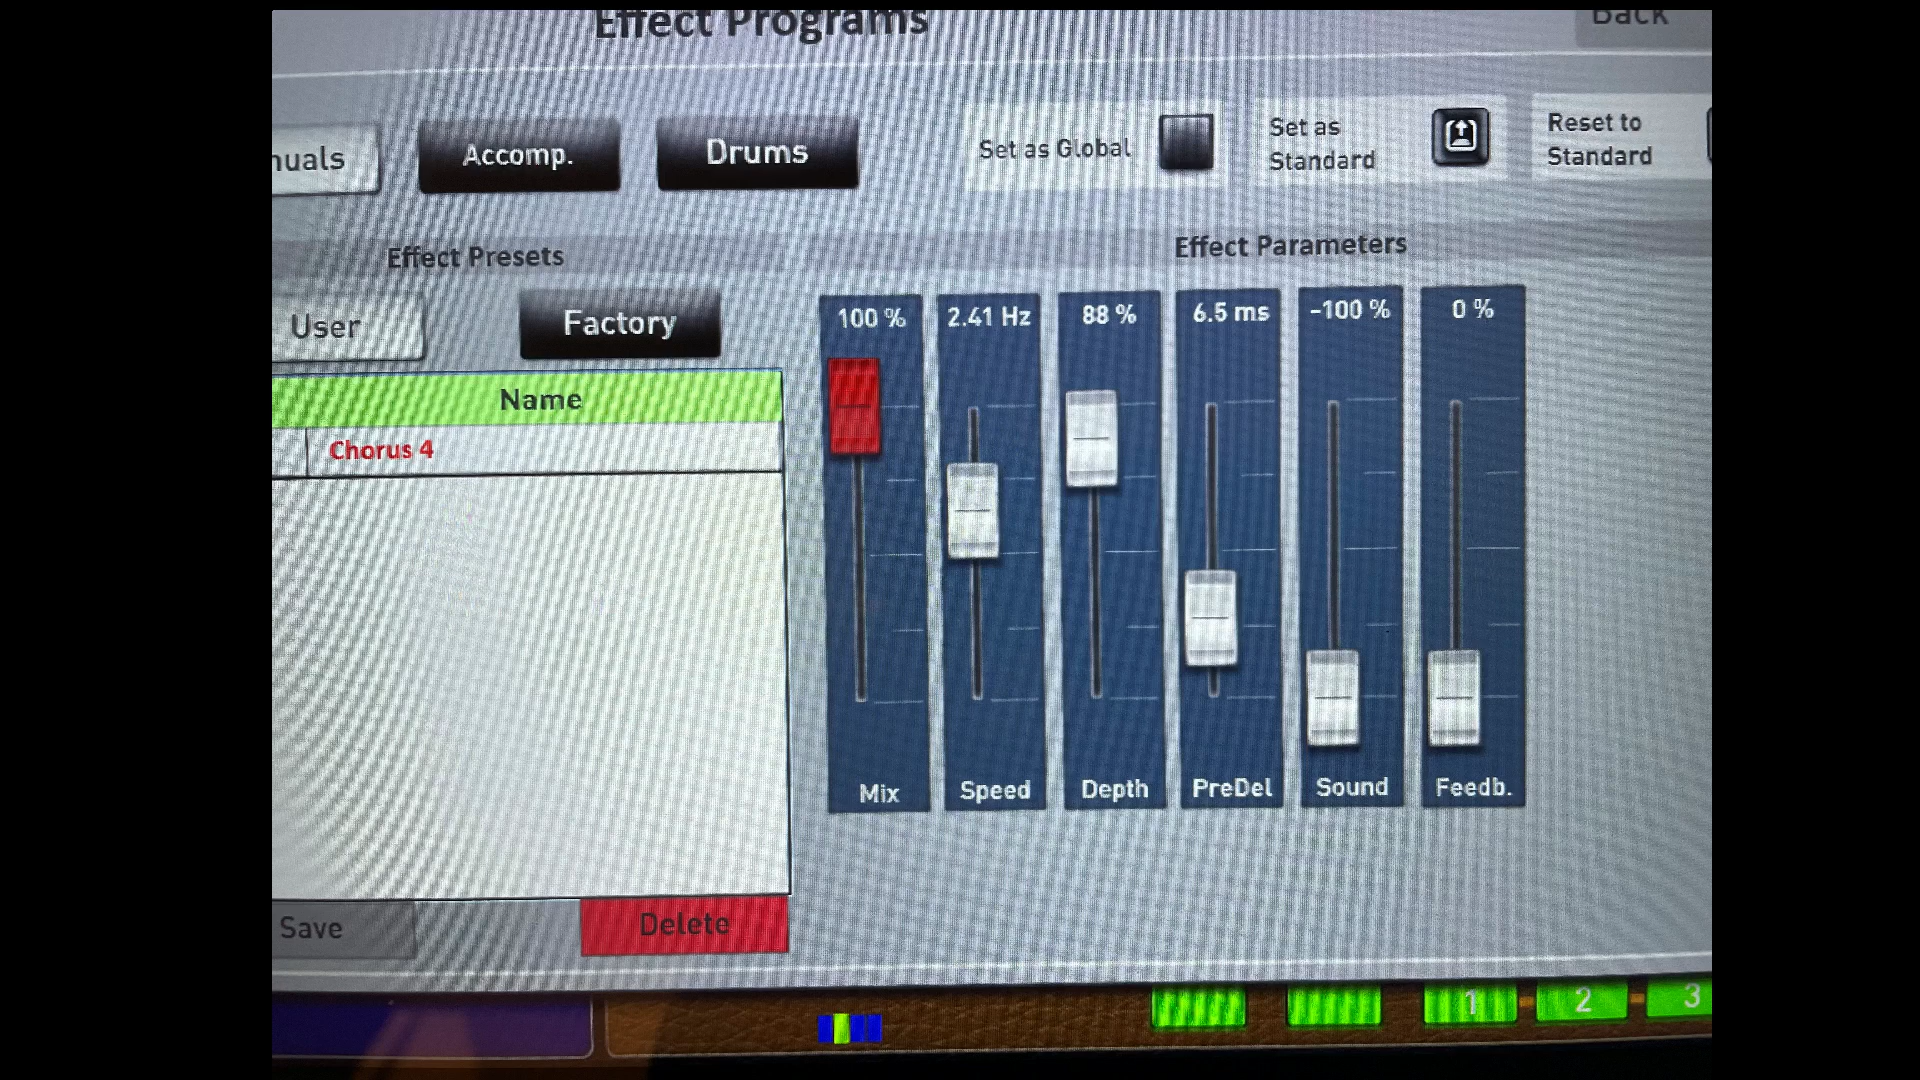 Effect Programs
Back
nuals
Accomp.
Drums
Set as Global
Set as
Standard
Reset to
Standard
Effect Presets
Effect Parameters
User
Factory
Name
Chorus 4
100 %
2.41 Hz
88 %
6.5 ms
-100 %
0 %
Mix
Speed
Depth
PreDel
Sound
Feedb.
Save
Delete
1
2
3